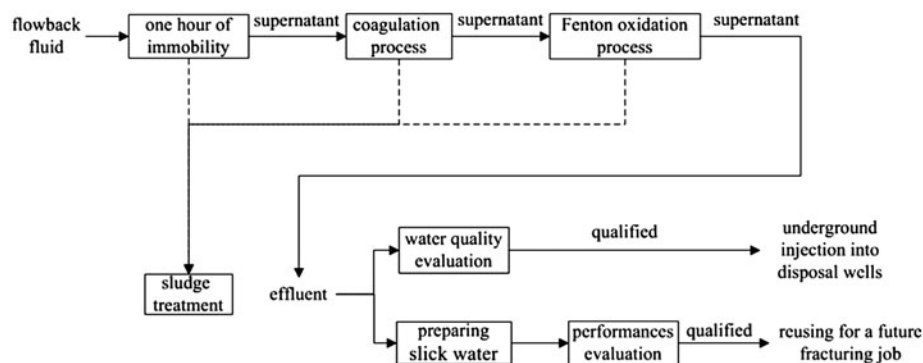 flowback
fluid
one hour of
immobility
supernatant
coagulation
process
supernatant
Fenton oxidation
process
supernatant
water quality
evaluation
qualified
underground
injection into
disposal wells
sludge
treatment
effluent
preparing
slick water
performances
evaluation
qualified
reusing for a future
fracturing job